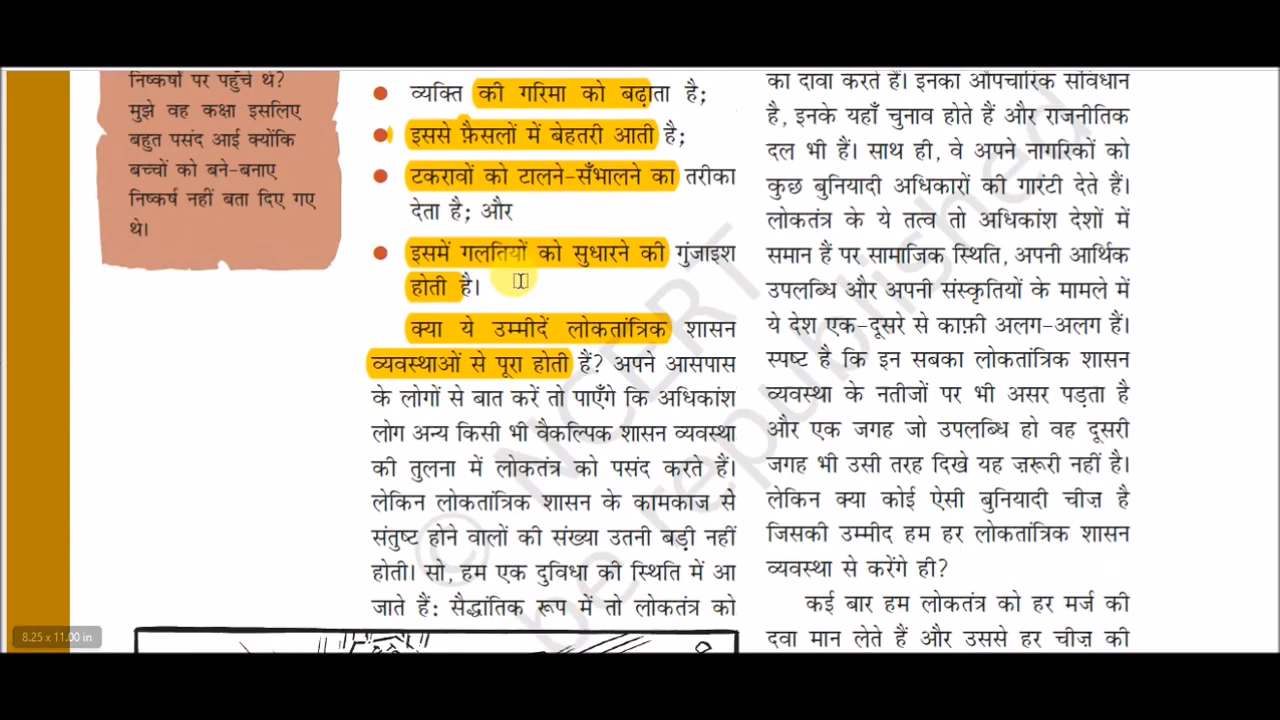 निष्कर्षों पर पहुँचे थे?
मुझे वह कक्षा इसलिए
बहुत पसंद आई क्योंकि
बच्चों को बने-बनाए
निष्कर्ष नहीं बता दिए गए
थे।
व्यक्ति की गरिमा को बढ़ाता है;
इससे फ़ैसलों में बेहतरी आती है;
टकरावों को टालने-सँभालने का तरीका
देता है; और
इसमें गलतियों को सुधारने की गुंजाइश
होती है।
क्या ये उम्मीदें लोकतांत्रिक शासन
व्यवस्थाओं से पूरा होती हैं? अपने आसपास
के लोगों से बात करें तो पाएँगे कि अधिकांश
लोग अन्य किसी भी वैकल्पिक शासन व्यवस्था
की तुलना में लोकतंत्र को पसंद करते हैं।
लेकिन लोकतांत्रिक शासन के कामकाज से
संतुष्ट होने वालों की संख्या उतनी बड़ी नहीं
होती। सो, हम एक दुविधा की स्थिति में आ
जाते हैं: सैद्धांतिक रूप में तो लोकतंत्र को
का दावा करते हैं। इनका औपचारिक संविधान
है, इनके यहाँ चुनाव होते हैं और राजनीतिक
दल भी हैं। साथ ही, वे अपने नागरिकों को
कुछ बुनियादी अधिकारों की गारंटी देते हैं।
लोकतंत्र के ये तत्व तो अधिकांश देशों में
समान हैं पर सामाजिक स्थिति, अपनी आर्थिक
उपलब्धि और अपनी संस्कृतियों के मामले में
ये देश एक-दूसरे से काफ़ी अलग-अलग हैं।
स्पष्ट है कि इन सबका लोकतांत्रिक शासन
व्यवस्था के नतीजों पर भी असर पड़ता है
और एक जगह जो उपलब्धि हो वह दूसरी
जगह भी उसी तरह दिखे यह ज़रूरी नहीं है।
लेकिन क्या कोई ऐसी बुनियादी चीज़ है
जिसकी उम्मीद हम हर लोकतांत्रिक शासन
व्यवस्था से करेंगे ही?
कई बार हम लोकतंत्र को हर मर्ज की
दवा मान लेते हैं और उससे हर चीज़ की
© NCERT
be republished
8.25 x 11.00 in